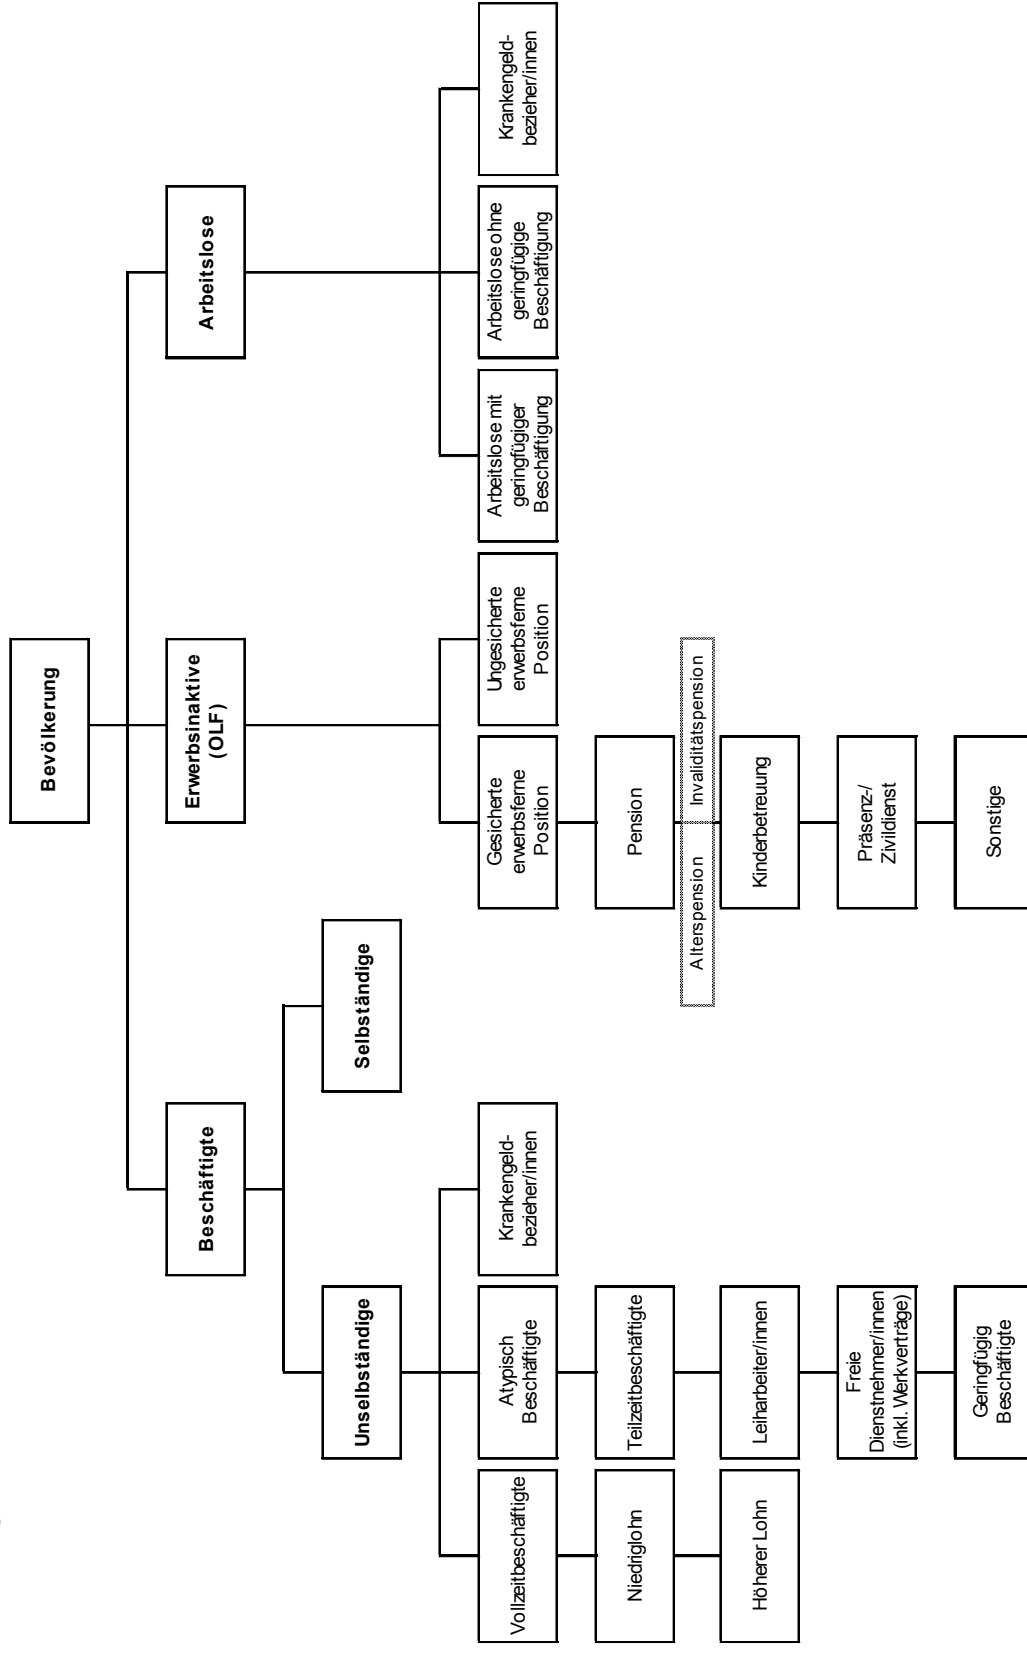 Bevölkerung
Beschäftigte
Erwerbsinaktive
(OLF)
Arbeitslose
Unselbständige
Selbständige
Vollzeitbeschäftigte
Atypisch
Beschäftigte
Krankengeld-
bezieher/innen
Gesicherte
erwerbsferne
Position
Ungesicherte
erwerbsferne
Position
Arbeitslose mit
geringfügiger
Beschäftigung
Arbeitslose ohne
geringfügige
Beschäftigung
Krankengeld-
bezieher/innen
Niedriglohn
Teilzeitbeschäftigte
Pension
Alterspension
Invaliditätspension
Höherer Lohn
Leiharbeiter/innen
Kinderbetreuung
Freie
Dienstnehmer/innen
(inkl. Werkverträge)
Präsenz-/
Zivildienst
Geringfügig
Beschäftigte
Sonstige